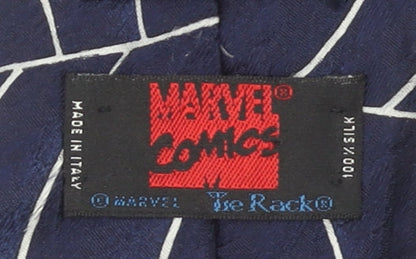 MARVEL®
COMICS
MADE IN ITALY
100% SILK
© MARVEL Tie Rack®